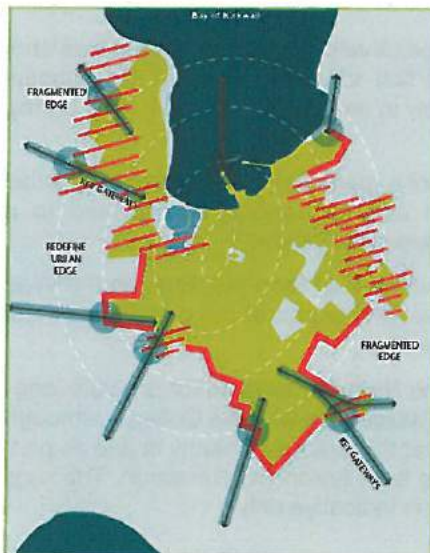 Bay of Kirkwall
FRAGMENTED
EDGE
KEY GATEWAYS
REDEFINE
URBAN
EDGE
FRAGMENTED
EDGE
KEY GATEWAYS